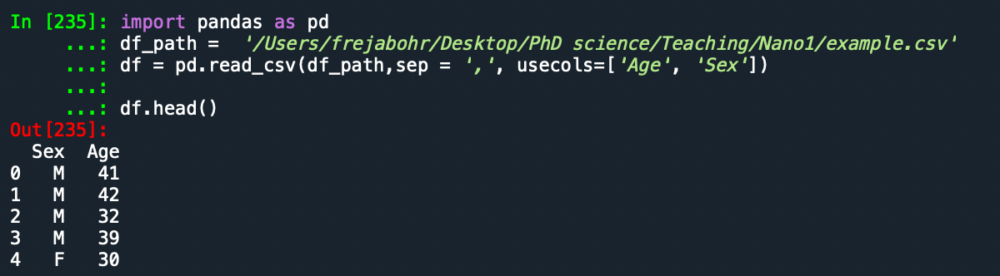 In [235]: import pandas as pd
     ...: df_path =  '/Users/frejabohr/Desktop/PhD science/Teaching/Nano1/example.csv'
     ...: df = pd.read_csv(df_path,sep = ',', usecols=['Age', 'Sex'])
     ...:
     ...: df.head()
Out[235]:
  Sex  Age
0   M   41
1   M   42
2   M   32
3   M   39
4   F   30